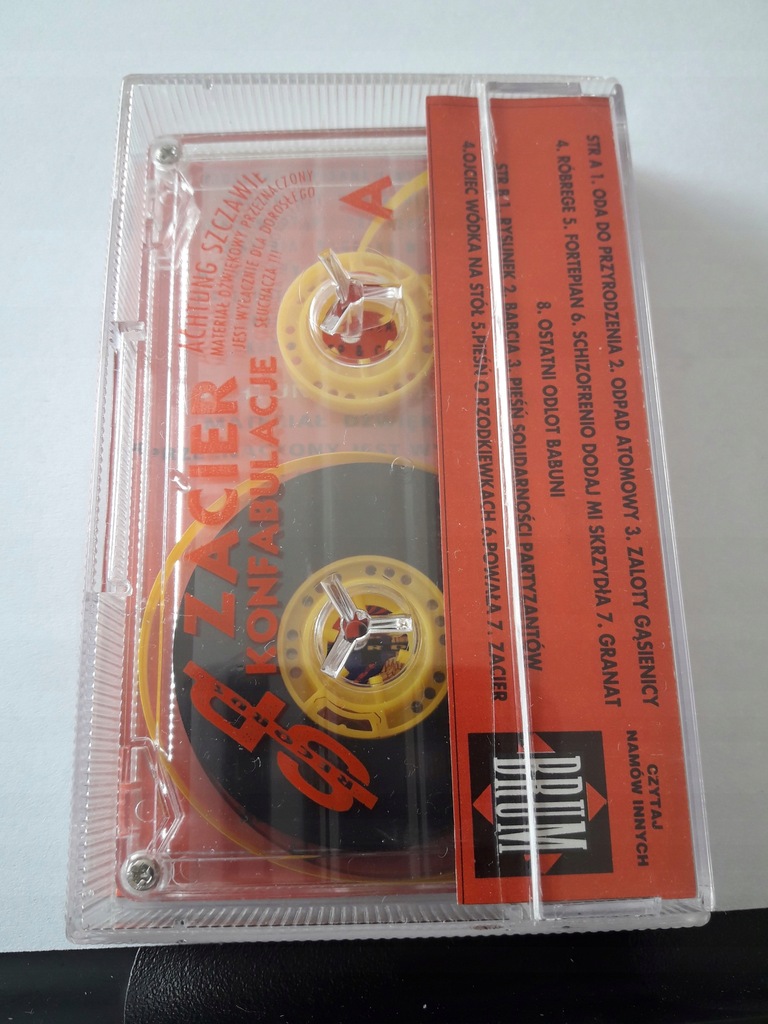 STR A 1. ODA DO PRZYRODZENIA 2. ODPAD ATOMOWY 3. ZALOTY GĄSIENICY
4. RÓBREGE 5. FORTEPIAN 6. SCHIZOFRENIO DODAJ MI SKRZYDŁA 7. GRANAT
8. OSTATNI ODLOT BABUNI
STR B 1. RYSUNEK 2. BABCIA 3. PIEŚŃ SOLIDARNOŚCI PARTYZANTÓW
4.OJCIEC WÓDKA NA STÓŁ 5.PIEŚŃ O RZODKIEWKACH 6.POWAŁA 7. ZACIER
CZYTAJ
NAMÓW INNYCH
BRUM
BRUM
A
ACHTUNG SZCZAWIE
MATERIAŁ DŹWIĘKOWY PRZEZNACZONY
JEST WYŁĄCZNIE DLA DOROSŁEGO
SŁUCHACZA !!!
ZACIER
KONFABULACJE